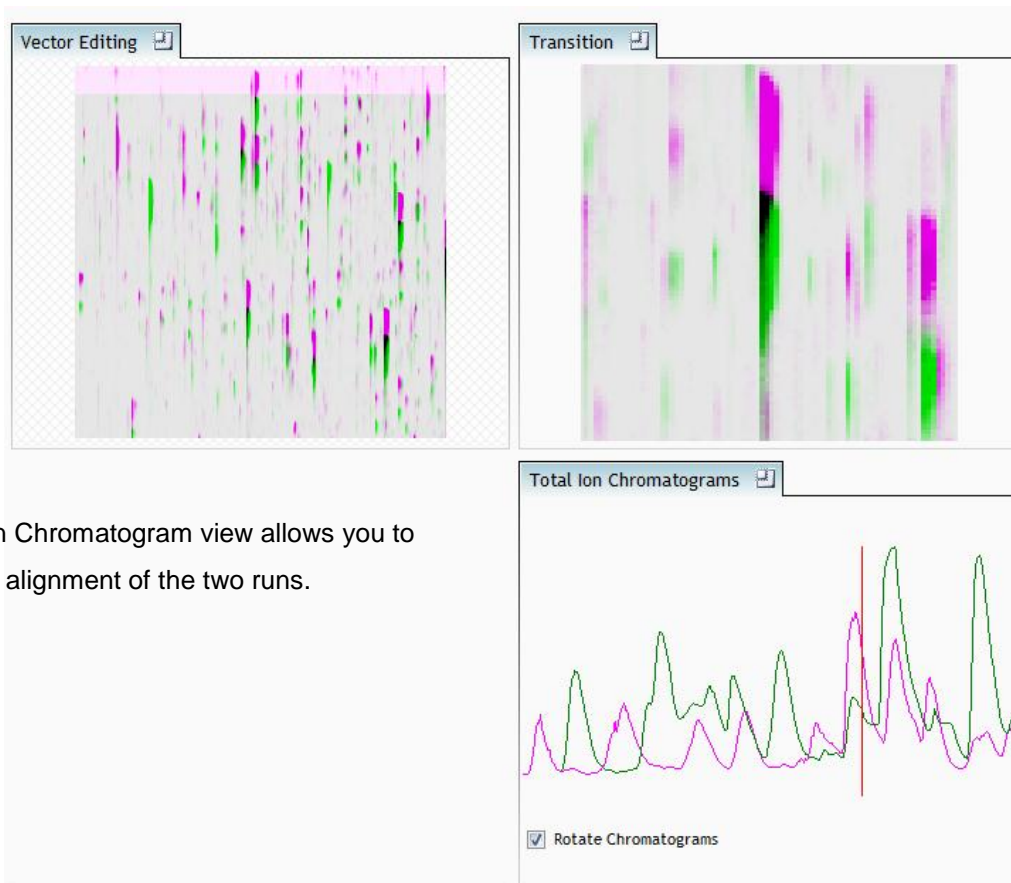 Vector Editing
Transition
Total Ion Chromatograms
Chromatogram view allows you to
alignment of the two runs.
Rotate Chromatograms